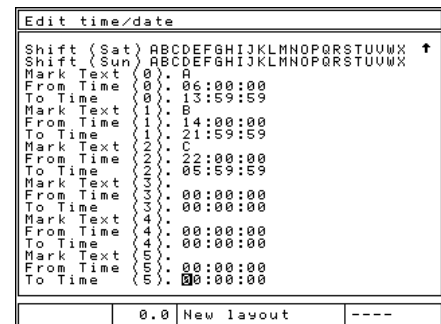 Edit time/date
Shift (Sat) ABCDEFGHIJKLMNOPQRSTUVWX ↑
Shift (Sun) ABCDEFGHIJKLMNOPQRSTUVWX
Mark Text (0). A
From Time (0). 06:00:00
To Time (0). 13:59:59
Mark Text (1). B
From Time (1). 14:00:00
To Time (1). 21:59:59
Mark Text (2). C
From Time (2). 22:00:00
To Time (2). 05:59:59
Mark Text (3).
From Time (3). 00:00:00
To Time (3). 00:00:00
Mark Text (4).
From Time (4). 00:00:00
To Time (4). 00:00:00
Mark Text (5).
From Time (5). 00:00:00
To Time (5). 00:00:00
0.0 New layout ----